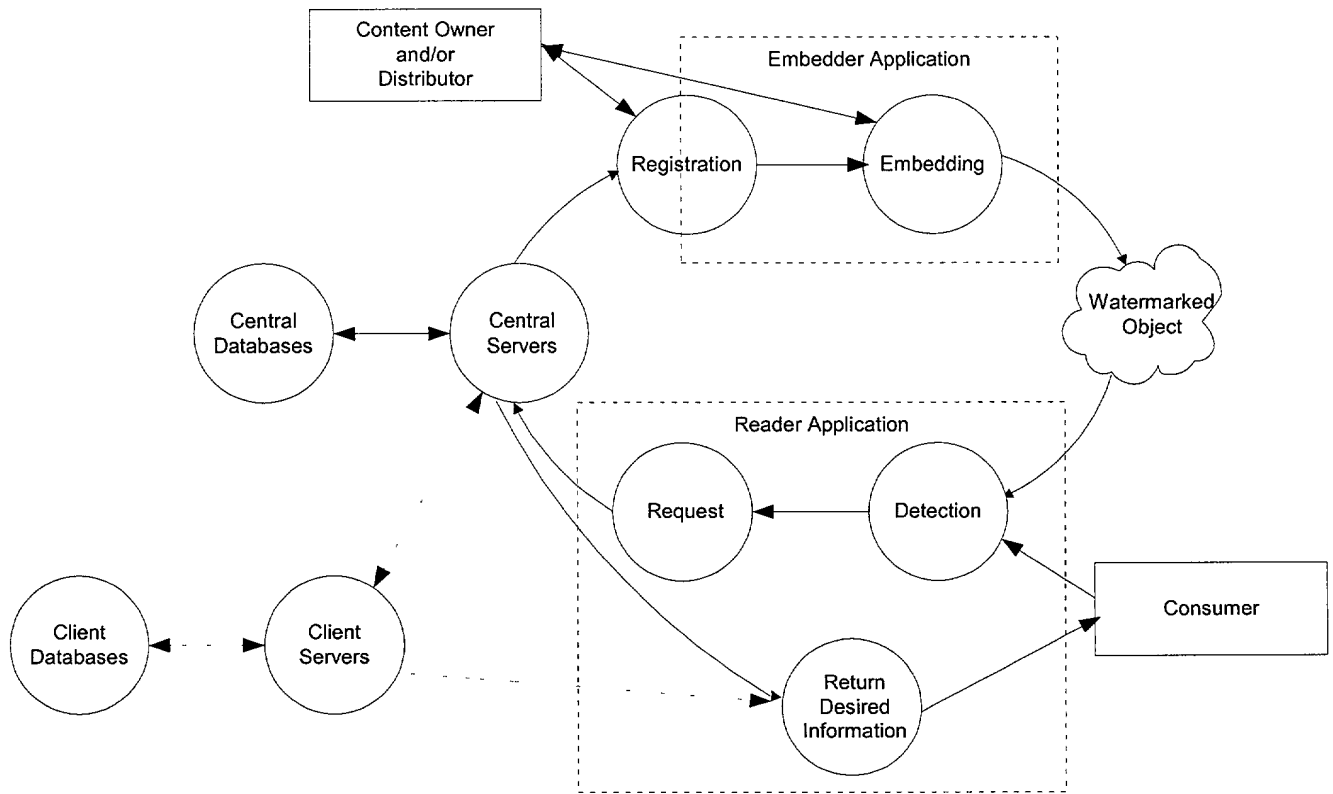 Content Owner
and/or
Distributor
Embedder Application
Registration
Embedding
Watermarked
Object
Central
Databases
Central
Servers
Reader Application
Request
Detection
Consumer
Client
Databases
Client
Servers
Return
Desired
Information